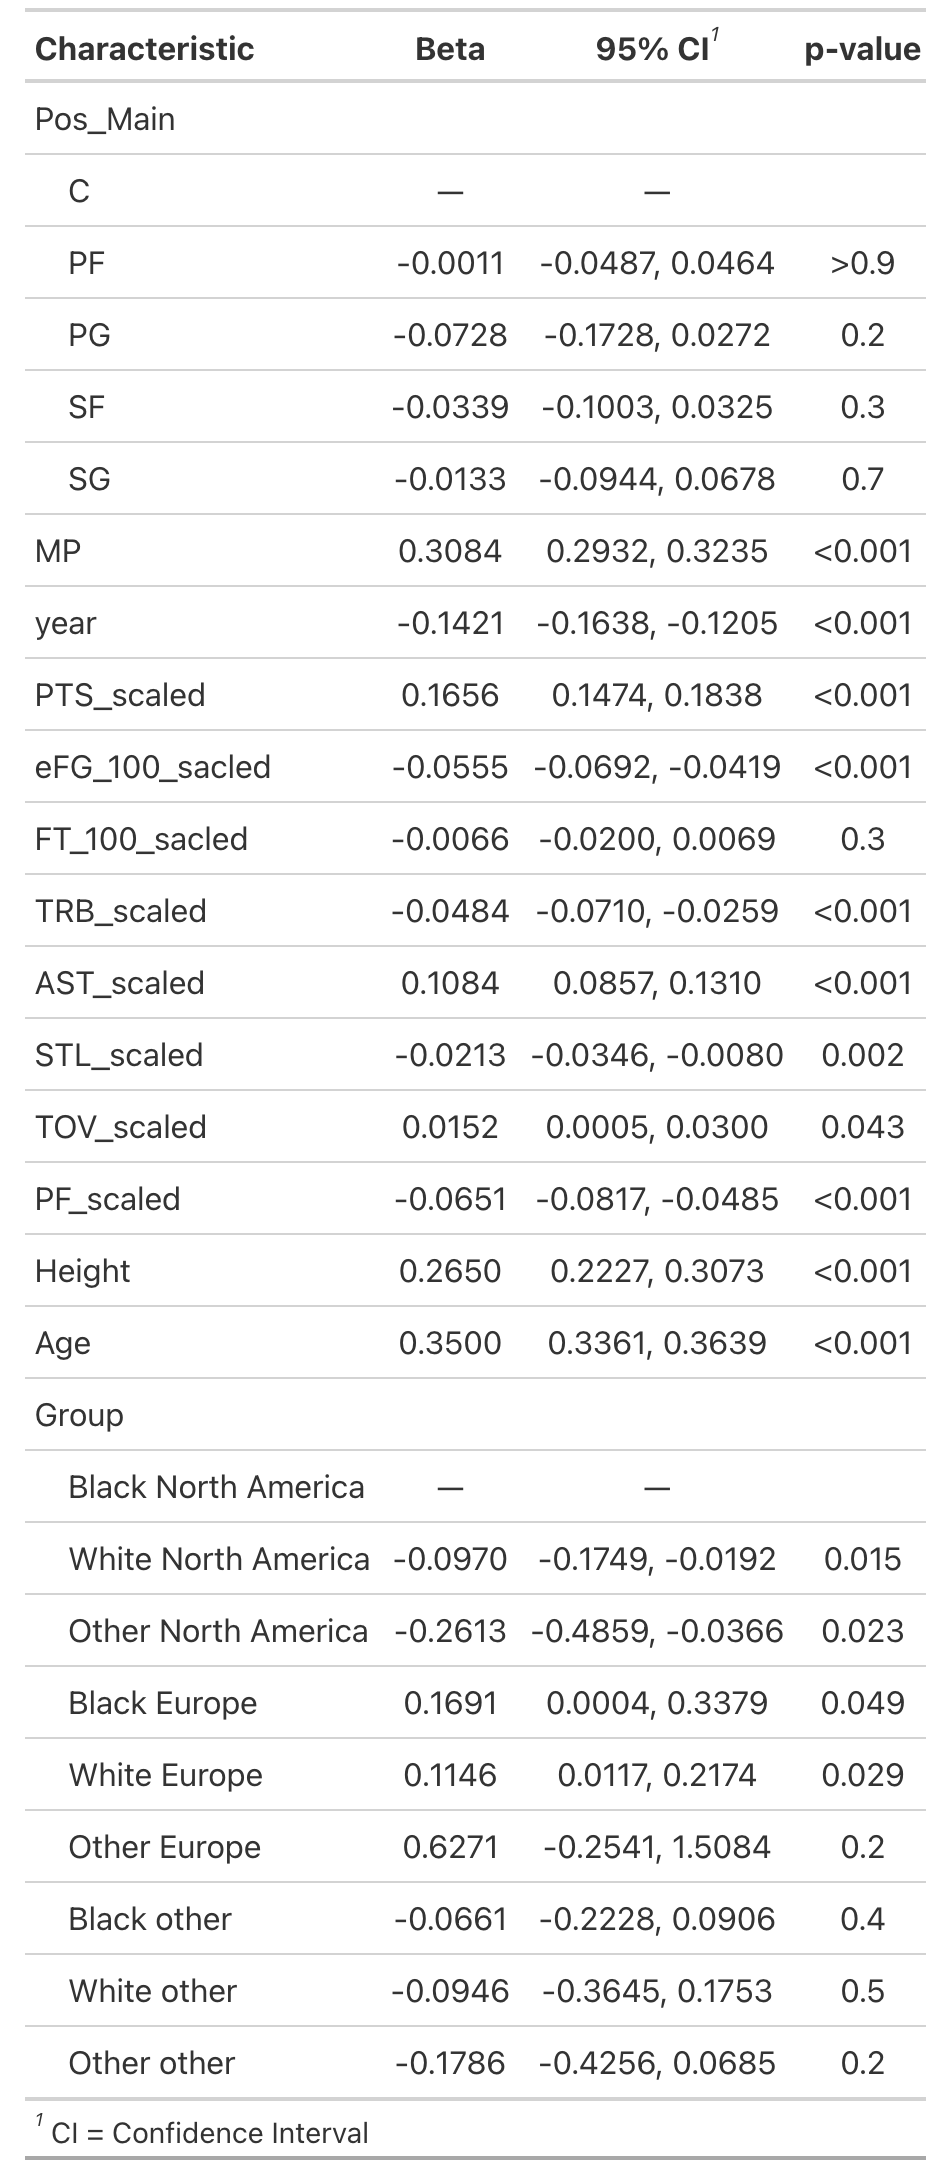 Characteristic Beta 95% CI1 p-value
Pos_Main
C — —
PF -0.0011 -0.0487, 0.0464 >0.9
PG -0.0728 -0.1728, 0.0272 0.2
SF -0.0339 -0.1003, 0.0325 0.3
SG -0.0133 -0.0944, 0.0678 0.7
MP 0.3084 0.2932, 0.3235 <0.001
year -0.1421 -0.1638, -0.1205 <0.001
PTS_scaled 0.1656 0.1474, 0.1838 <0.001
eFG_100_sacled -0.0555 -0.0692, -0.0419 <0.001
FT_100_sacled -0.0066 -0.0200, 0.0069 0.3
TRB_scaled -0.0484 -0.0710, -0.0259 <0.001
AST_scaled 0.1084 0.0857, 0.1310 <0.001
STL_scaled -0.0213 -0.0346, -0.0080 0.002
TOV_scaled 0.0152 0.0005, 0.0300 0.043
PF_scaled -0.0651 -0.0817, -0.0485 <0.001
Height 0.2650 0.2227, 0.3073 <0.001
Age 0.3500 0.3361, 0.3639 <0.001
Group
Black North America — —
White North America -0.0970 -0.1749, -0.0192 0.015
Other North America -0.2613 -0.4859, -0.0366 0.023
Black Europe 0.1691 0.0004, 0.3379 0.049
White Europe 0.1146 0.0117, 0.2174 0.029
Other Europe 0.6271 -0.2541, 1.5084 0.2
Black other -0.0661 -0.2228, 0.0906 0.4
White other -0.0946 -0.3645, 0.1753 0.5
Other other -0.1786 -0.4256, 0.0685 0.2
1 CI = Confidence Interval